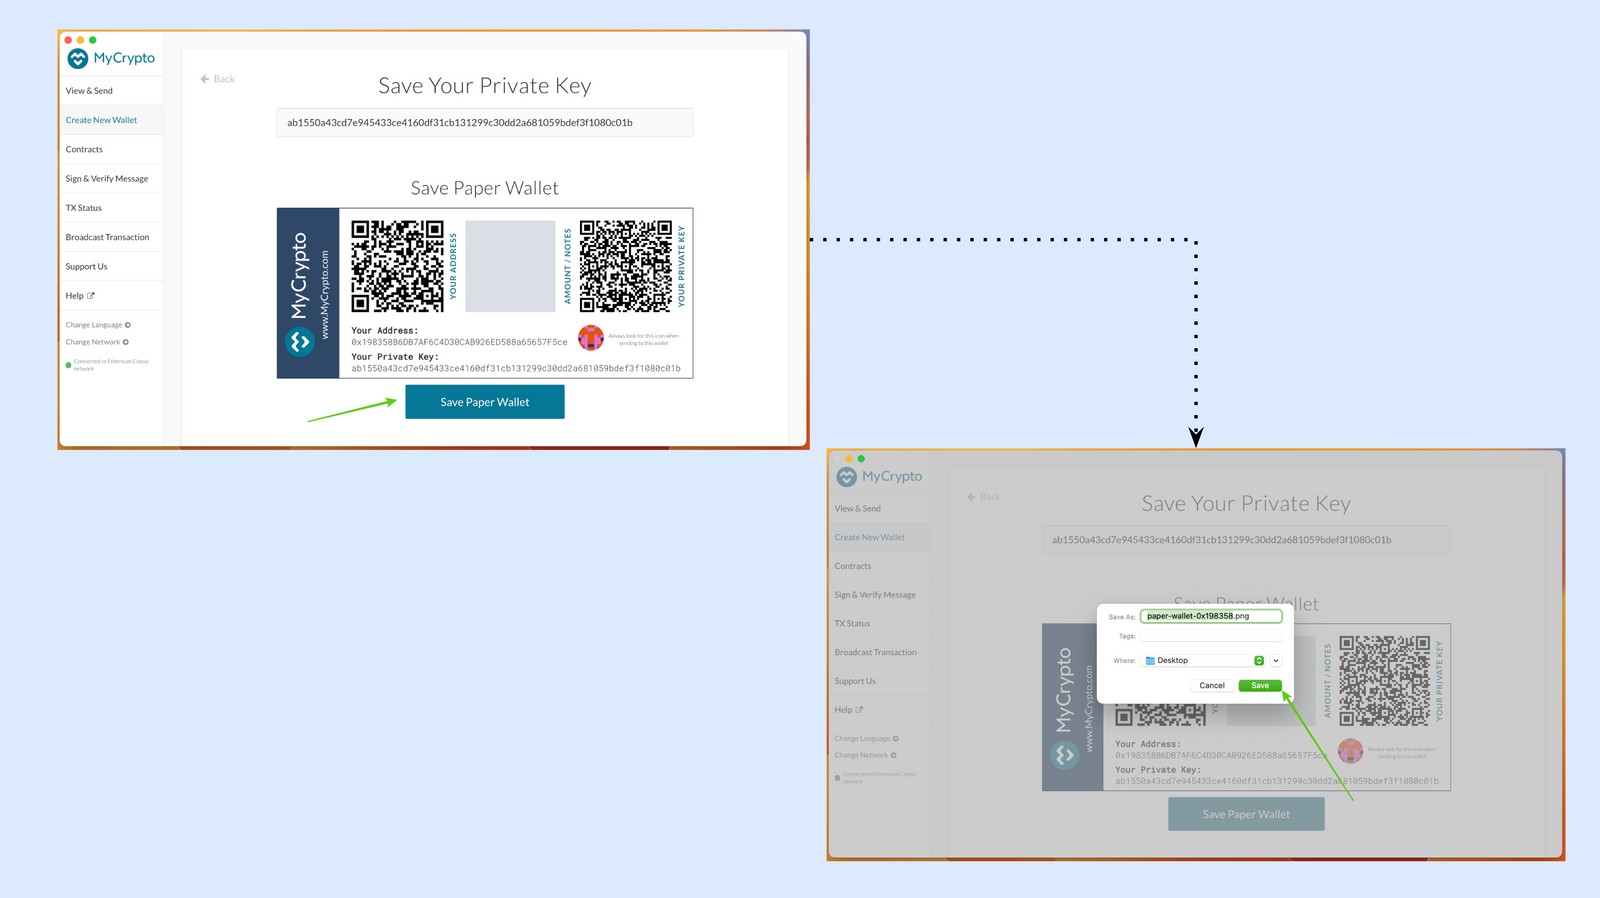 MyCrypto
View & Send
Create New Wallet
Contracts
Sign & Verify Message
TX Status
Broadcast Transaction
Support Us
Help
Change Language
Change Network
Connected to Ethereum Classic
network
Back
Save Your Private Key
ab1550a43cd7e945433ce4160df31cb131299c30dd2a681059bdef3f1080c01b
Save Paper Wallet
MyCrypto
www.MyCrypto.com
YOUR ADDRESS
AMOUNT / NOTES
YOUR PRIVATE KEY
Your Address:
0x198358B6DB7AF6C4D30CAB926ED588a65657F5ce
Always look for this icon when
sending to this wallet
Your Private Key:
ab1550a43cd7e945433ce4160df31cb131299c30dd2a681059bdef3f1080c01b
Save Paper Wallet
MyCrypto
View & Send
Create New Wallet
Contracts
Sign & Verify Message
TX Status
Broadcast Transaction
Support Us
Help
Change Language
Change Network
Connected to Ethereum Classic
network
Back
Save Your Private Key
ab1550a43cd7e945433ce4160df31cb131299c30dd2a681059bdef3f1080c01b
Save Paper Wallet
Save As: paper-wallet-0x198358.png
Tags:
Where: Desktop
Cancel
Save
MyCrypto
www.MyCrypto.com
AMOUNT / NOTES
YOUR PRIVATE KEY
Your Address:
0x198358B6DB7AF6C4D30CAB926ED588a65657F5ce
Always look for this icon when
sending to this wallet
Your Private Key:
ab1550a43cd7e945433ce4160df31cb131299c30dd2a681059bdef3f1080c01b
Save Paper Wallet